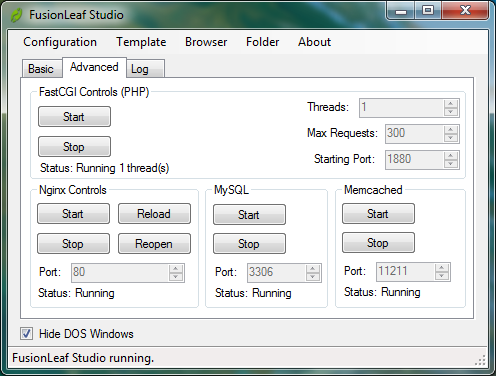 FusionLeaf Studio
Configuration Template Browser Folder About
Basic Advanced Log
FastCGI Controls (PHP)
Start
Threads: 1
Max Requests: 300
Stop
Starting Port: 1880
Status: Running 1 thread(s)
Nginx Controls MySQL Memcached
Start Reload Start Start
Stop Reopen Stop Stop
Port: 80 Port: 3306 Port: 11211
Status: Running Status: Running Status: Running
Hide DOS Windows
FusionLeaf Studio running.